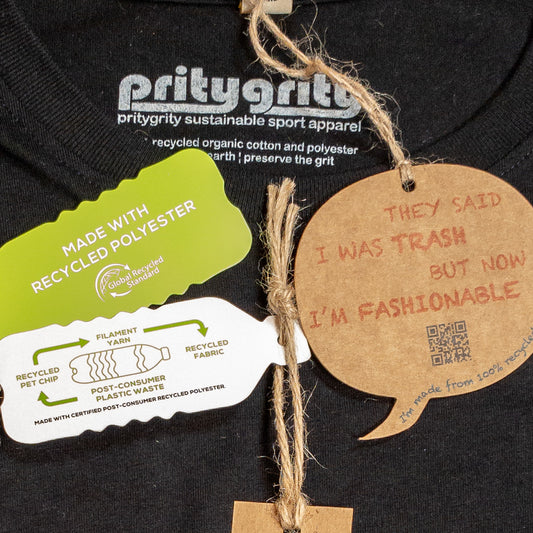 pritygrity
pritygrity sustainable sport apparel
recycled organic cotton and polyester
earth ¦ preserve the grit
MADE WITH
RECYCLED POLYESTER
Global Recycled
Standard
FILAMENT
YARN
RECYCLED
PET CHIP
RECYCLED
FABRIC
POST-CONSUMER
PLASTIC WASTE
MADE WITH CERTIFIED POST-CONSUMER RECYCLED POLYESTER.
THEY SAID
I WAS TRASH
BUT NOW
I'M FASHIONABLE
I'm made from 100% recycled